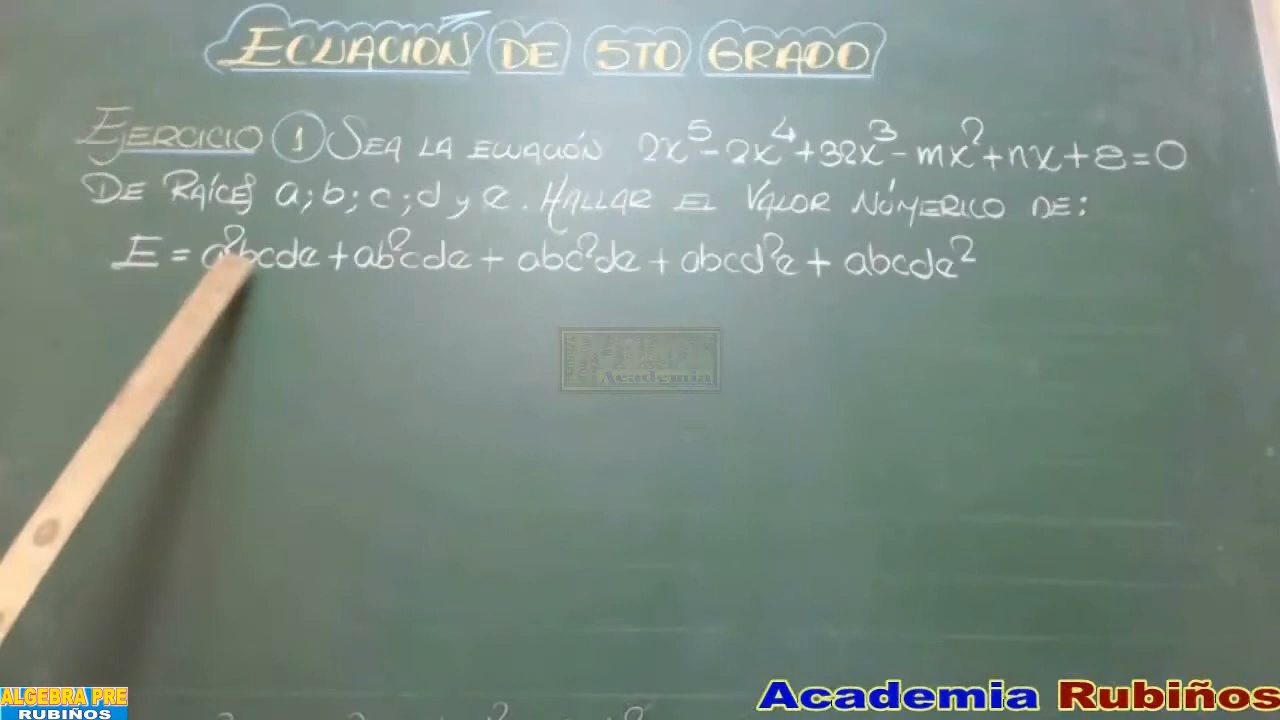 ECUACIÓN DE 5TO GRADO
EJERCICIO 1 SEA LA ECUACIÓN 2x⁵-2x⁴+32x³-mx²+nx+8=0
DE RAÍCES a; b; c; d y e. HALLAR EL VALOR NÚMERICO DE:
E = a²bcde + ab²cde + abc²de + abcd²e + abcde²
Academia
ALGEBRA PRE
RUBIÑOS
Academia Rubiños